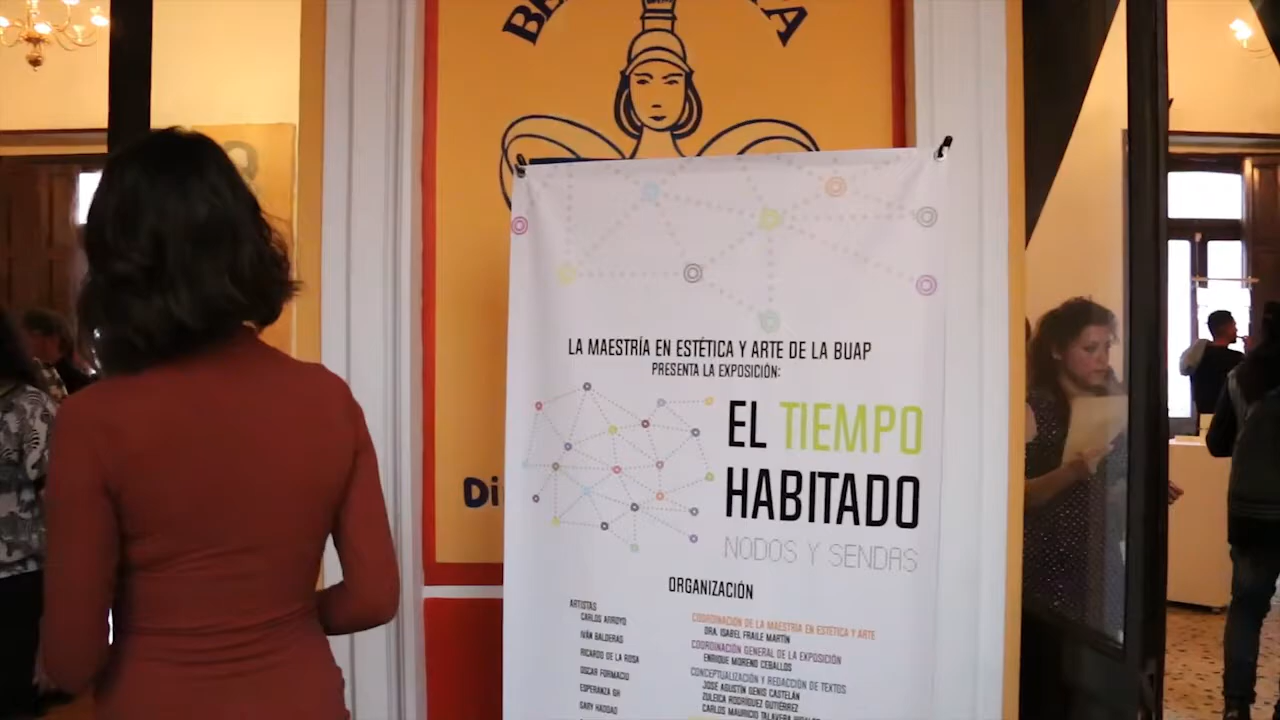 LA MAESTRÍA EN ESTÉTICA Y ARTE DE LA BUAP
PRESENTA LA EXPOSICIÓN:
EL TIEMPO
HABITADO
NODOS Y SENDAS
ORGANIZACIÓN
ARTISTAS
CARLOS ARROYO
IVÁN BALDERAS
RICARDO DE LA ROSA
OSCAR FORMACIO
ESPERANZA GH
GARY HADDAD
COORDINACIÓN DE LA MAESTRÍA EN ESTÉTICA Y ARTE
DRA. ISABEL FRAILE MARTÍN
COORDINACIÓN GENERAL DE LA EXPOSICIÓN
ENRIQUE MORENO CEBALLOS
CONCEPTUALIZACIÓN Y REDACCIÓN DE TEXTOS
JOSÉ AGUSTÍN GENIS CASTELÁN
ZULEICA RODRÍGUEZ GUTIÉRREZ
CARLOS MAURICIO TALAVERA